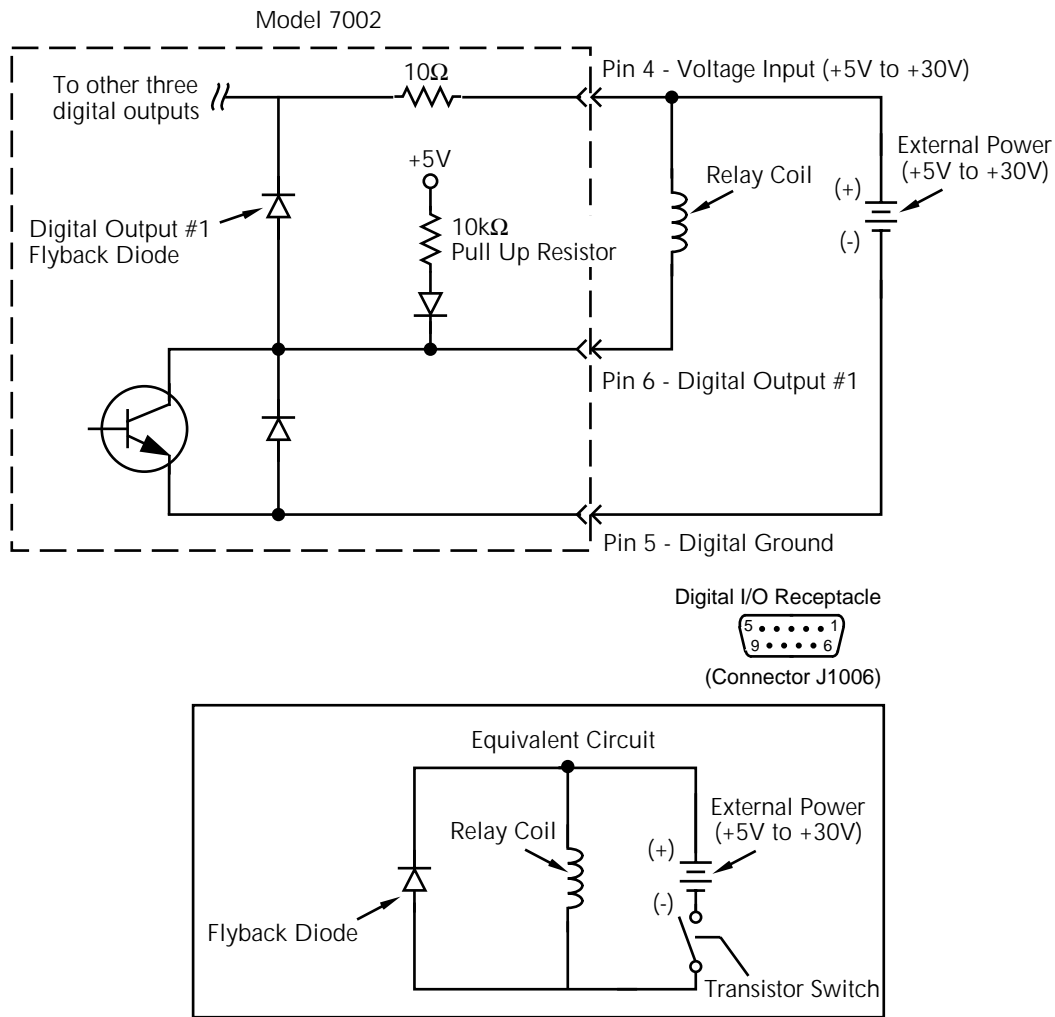 Model 7002
To other three
digital outputs
10Ω
Pin 4 - Voltage Input (+5V to +30V)
+5V
Relay Coil
External Power
(+5V to +30V)
(+)
(-)
Digital Output #1
Flyback Diode
10kΩ
Pull Up Resistor
Pin 6 - Digital Output #1
Pin 5 - Digital Ground
Digital I/O Receptacle
5 1
9 6
(Connector J1006)
Equivalent Circuit
Relay Coil
External Power
(+5V to +30V)
(+)
(-)
Flyback Diode
Transistor Switch